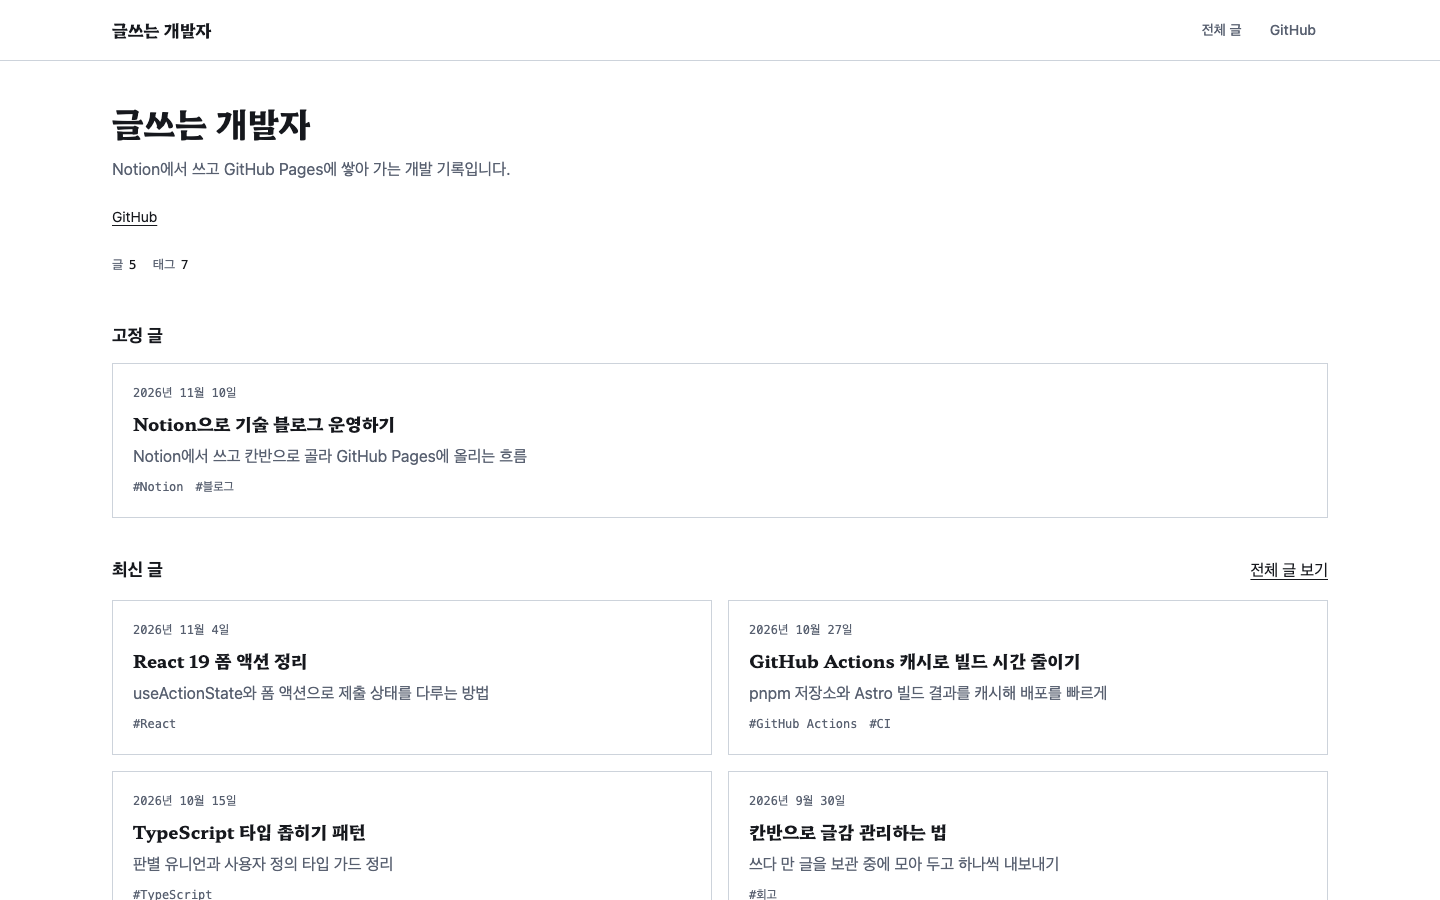 글쓰는 개발자
전체 글 GitHub
글쓰는 개발자
Notion에서 쓰고 GitHub Pages에 쌓아 가는 개발 기록입니다.
GitHub
글 5 태그 7
고정 글
2026년 11월 10일
Notion으로 기술 블로그 운영하기
Notion에서 쓰고 칸반으로 골라 GitHub Pages에 올리는 흐름
#Notion #블로그
최신 글
전체 글 보기
2026년 11월 4일
React 19 폼 액션 정리
useActionState와 폼 액션으로 제출 상태를 다루는 방법
#React
2026년 10월 27일
GitHub Actions 캐시로 빌드 시간 줄이기
pnpm 저장소와 Astro 빌드 결과를 캐시해 배포를 빠르게
#GitHub Actions #CI
2026년 10월 15일
TypeScript 타입 좁히기 패턴
판별 유니언과 사용자 정의 타입 가드 정리
#TypeScript
2026년 9월 30일
칸반으로 글감 관리하는 법
쓰다 만 글을 보관 중에 모아 두고 하나씩 내보내기
#회고